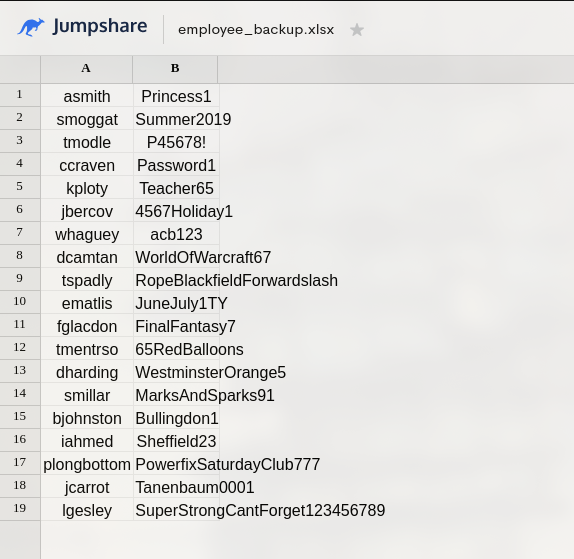 Jumpshare employee_backup.xlsx
A B
1 asmith Princess1
2 smoggat Summer2019
3 tmodle P45678!
4 ccraven Password1
5 kploty Teacher65
6 jbercov 4567Holiday1
7 whaguey acb123
8 dcamtan WorldOfWarcraft67
9 tspadly RopeBlackfieldForwardslash
10 ematlis JuneJuly1TY
11 fglacdon FinalFantasy7
12 tmentrso 65RedBalloons
13 dharding WestminsterOrange5
14 smillar MarksAndSparks91
15 bjohnston Bullingdon1
16 iahmed Sheffield23
17 plongbottom PowerfixSaturdayClub777
18 jcarrot Tanenbaum0001
19 lgesley SuperStrongCantForget123456789